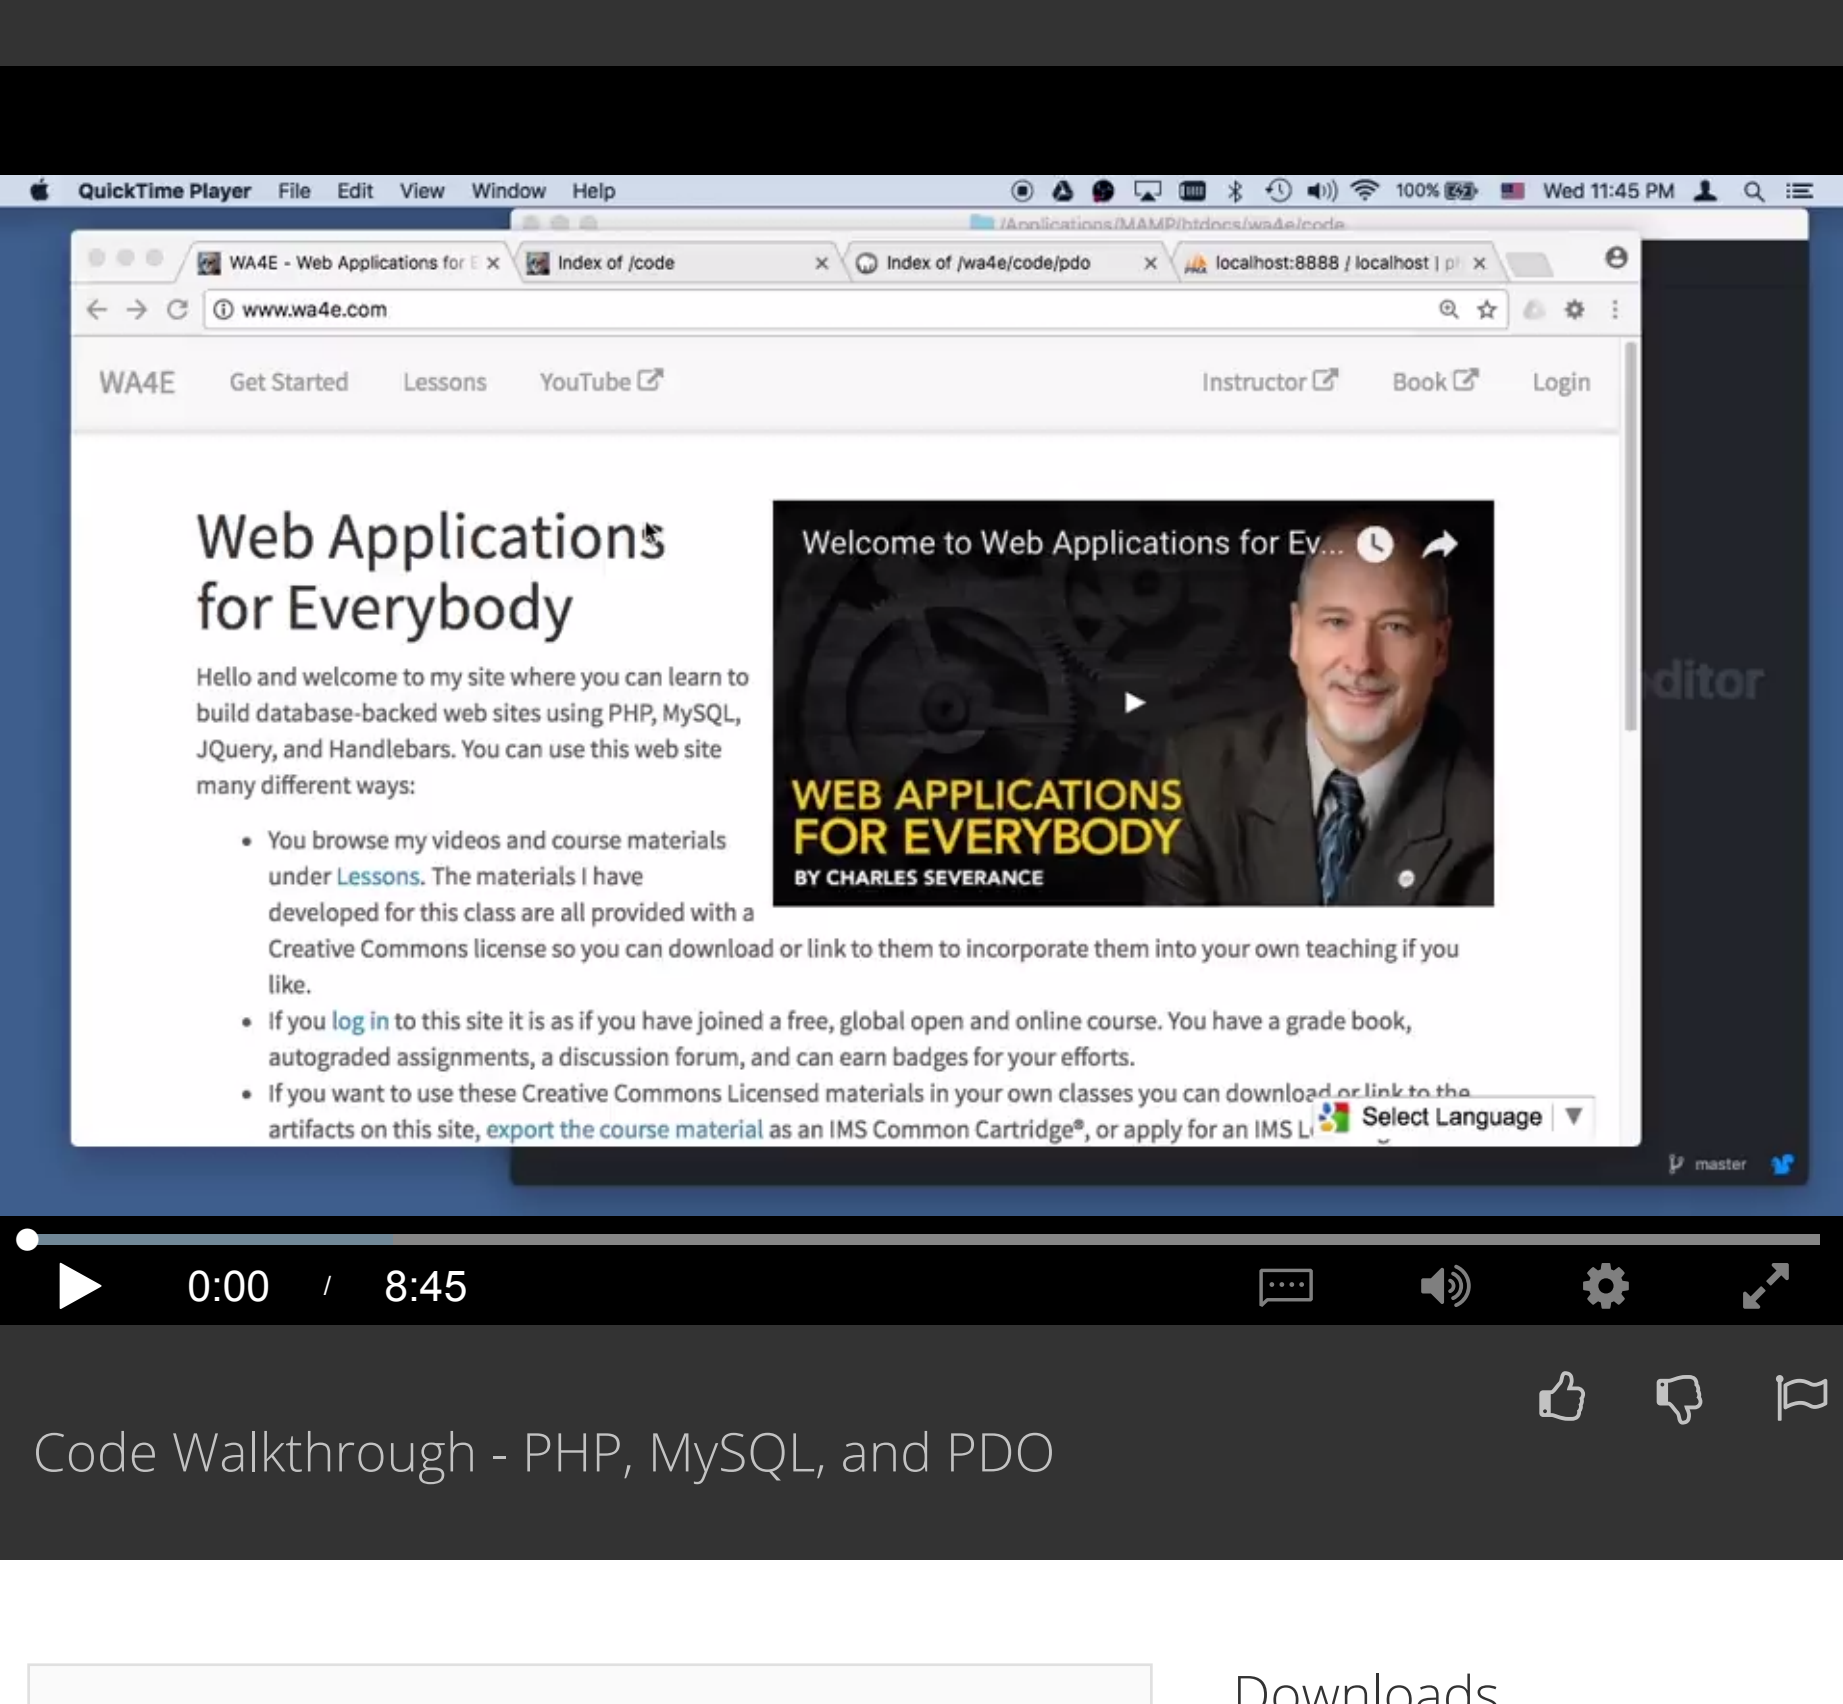 QuickTime Player File Edit View Window Help 100% Wed 11:45 PM
/Applications/MAMP/htdocs/wa4e/code
WA4E - Web Applications for E Index of /code Index of /wa4e/code/pdo localhost:8888 / localhost | ph
www.wa4e.com
WA4E Get Started Lessons YouTube Instructor Book Login
Web Applications
for Everybody
Hello and welcome to my site where you can learn to
build database-backed web sites using PHP, MySQL,
JQuery, and Handlebars. You can use this web site
many different ways:
• You browse my videos and course materials
under Lessons. The materials I have
developed for this class are all provided with a
Creative Commons license so you can download or link to them to incorporate them into your own teaching if you
like.
• If you log in to this site it is as if you have joined a free, global open and online course. You have a grade book,
autograded assignments, a discussion forum, and can earn badges for your efforts.
• If you want to use these Creative Commons Licensed materials in your own classes you can download or link to the
artifacts on this site, export the course material as an IMS Common Cartridge®, or apply for an IMS
Welcome to Web Applications for Ev...
WEB APPLICATIONS
FOR EVERYBODY
BY CHARLES SEVERANCE
ditor
Select Language
master
0:00 / 8:45
Code Walkthrough - PHP, MySQL, and PDO
Downloads